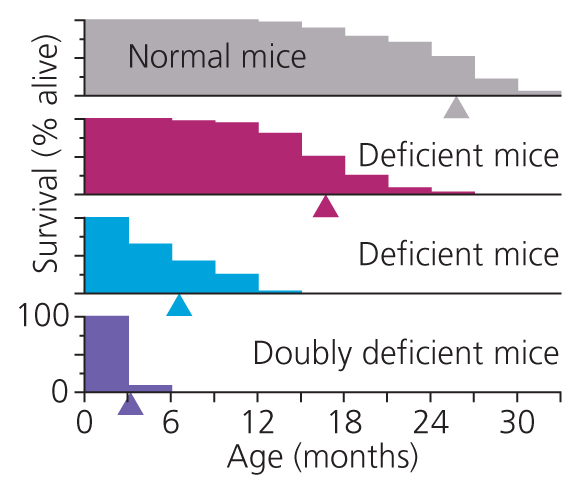 Normal mice
Deficient mice
Deficient mice
Doubly deficient mice
Survival (% alive)
100
0
0 6 12 18 24 30
Age (months)